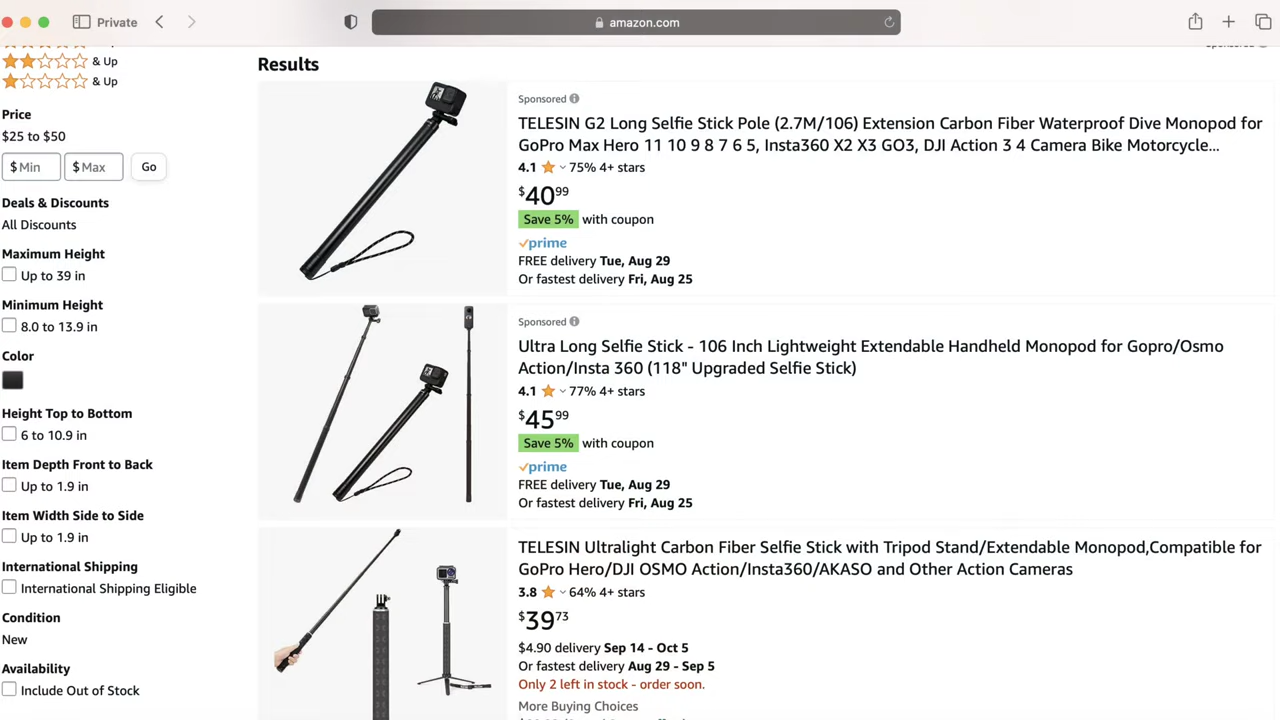 Private
amazon.com
& Up
& Up
Price
$25 to $50
$ Min
$ Max
Go
Deals & Discounts
All Discounts
Maximum Height
Up to 39 in
Minimum Height
8.0 to 13.9 in
Color
Height Top to Bottom
6 to 10.9 in
Item Depth Front to Back
Up to 1.9 in
Item Width Side to Side
Up to 1.9 in
International Shipping
International Shipping Eligible
Condition
New
Availability
Include Out of Stock
Results
Sponsored
TELESIN G2 Long Selfie Stick Pole (2.7M/106) Extension Carbon Fiber Waterproof Dive Monopod for
GoPro Max Hero 11 10 9 8 7 6 5, Insta360 X2 X3 GO3, DJI Action 3 4 Camera Bike Motorcycle...
4.1 75% 4+ stars
$40 99
Save 5% with coupon
prime
FREE delivery Tue, Aug 29
Or fastest delivery Fri, Aug 25
Sponsored
Ultra Long Selfie Stick - 106 Inch Lightweight Extendable Handheld Monopod for Gopro/Osmo
Action/Insta 360 (118" Upgraded Selfie Stick)
4.1 77% 4+ stars
$45 99
Save 5% with coupon
prime
FREE delivery Tue, Aug 29
Or fastest delivery Fri, Aug 25
TELESIN Ultralight Carbon Fiber Selfie Stick with Tripod Stand/Extendable Monopod,Compatible for
GoPro Hero/DJI OSMO Action/Insta360/AKASO and Other Action Cameras
3.8 64% 4+ stars
$39 73
$4.90 delivery Sep 14 - Oct 5
Or fastest delivery Aug 29 - Sep 5
Only 2 left in stock - order soon.
More Buying Choices